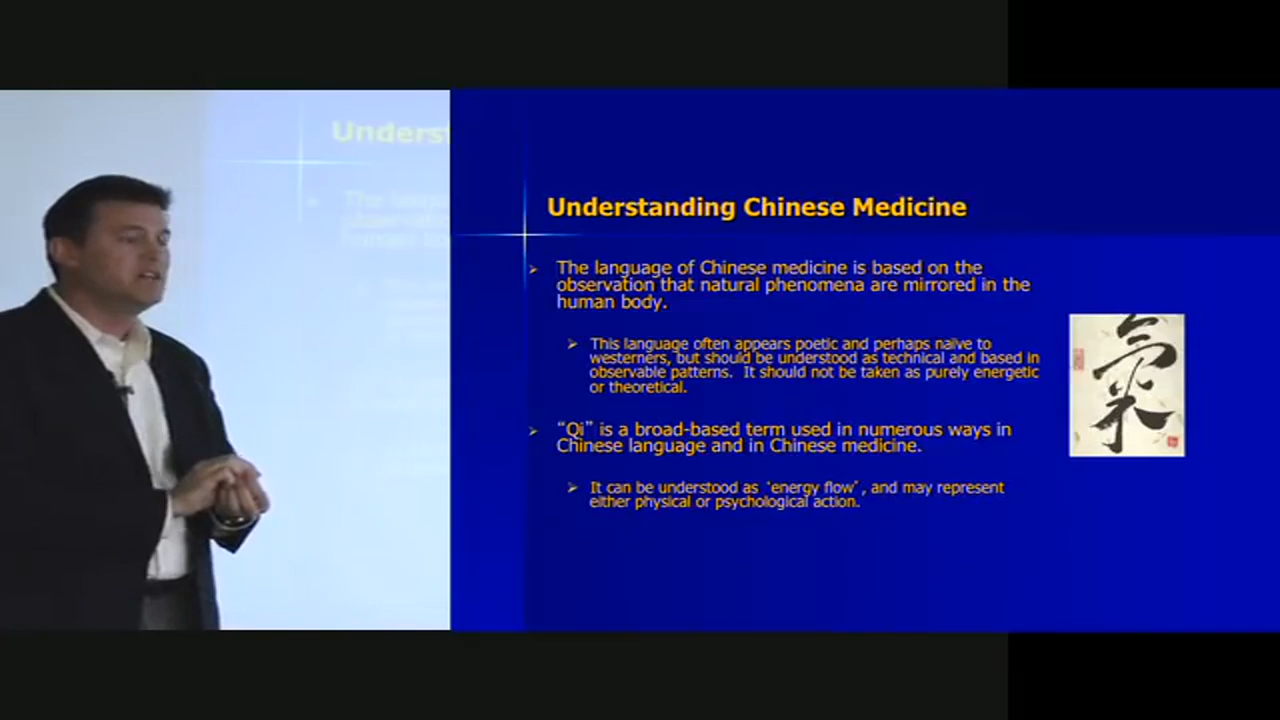 Underst
Understanding Chinese Medicine
The language of Chinese medicine is based on the
observation that natural phenomena are mirrored in the
human body.
This language often appears poetic and perhaps naïve to
westerners, but should be understood as technical and based in
observable patterns. It should not be taken as purely energetic
or theoretical.
“Qi” is a broad-based term used in numerous ways in
Chinese language and in Chinese medicine.
It can be understood as ‘energy flow’, and may represent
either physical or psychological action.
氣